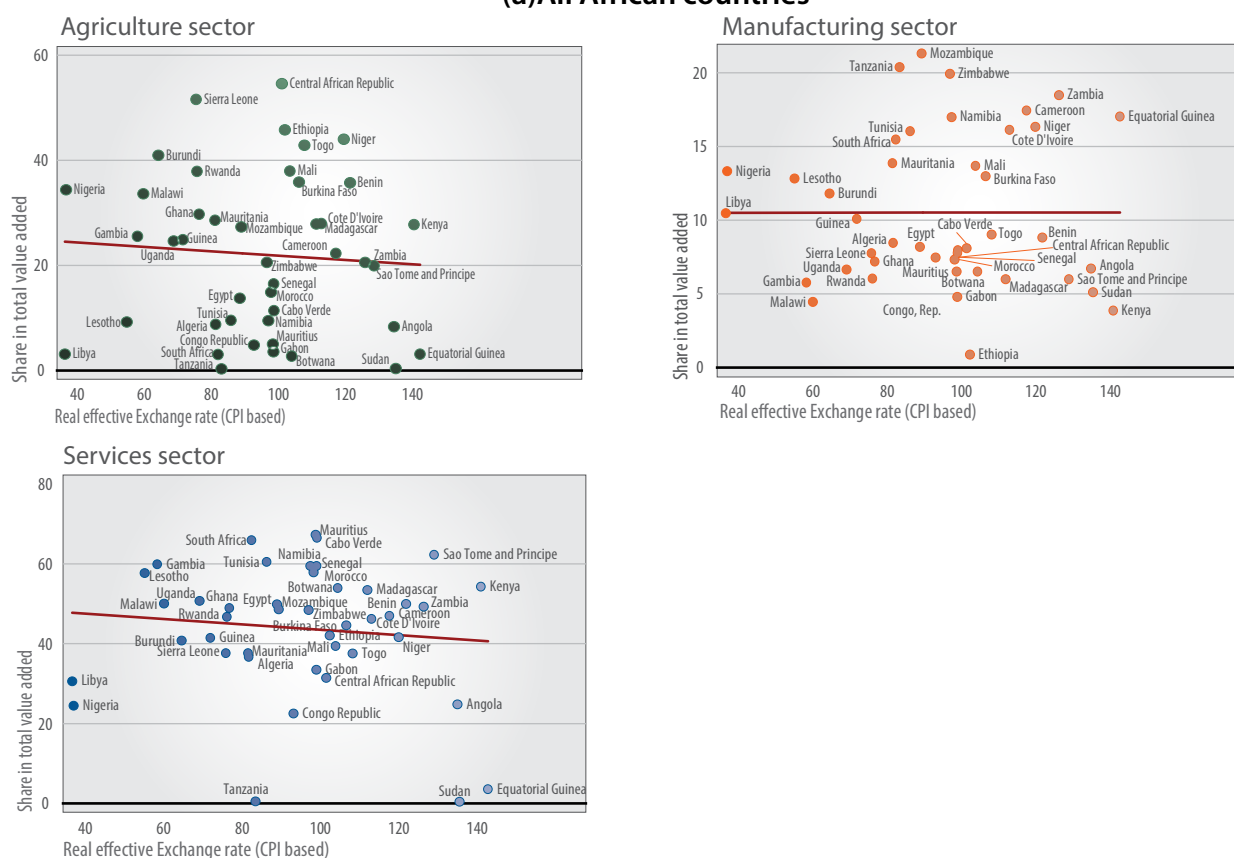 (a)All African countries
Agriculture sector
Share in total value added
60
40
20
0
Central African Republic
Sierra Leone
Ethiopia
Togo
Niger
Burundi
Rwanda
Mali
Burkina Faso
Benin
Nigeria
Malawi
Ghana
Mauritania
Mozambique
Cote D'Ivoire
Madagascar
Kenya
Gambia
Uganda
Guinea
Cameroon
Zambia
Zimbabwe
Sao Tome and Principe
Senegal
Egypt
Morocco
Tunisia
Cabo Verde
Lesotho
Algeria
Namibia
Angola
Congo Republic
Mauritius
Libya
South Africa
Gabon
Botswana
Sudan
Equatorial Guinea
Tanzania
40 60 80 100 120 140
Real effective Exchange rate (CPI based)
Manufacturing sector
Share in total value added
20
15
10
5
0
Mozambique
Tanzania
Zimbabwe
Zambia
Cameroon
Namibia
Equatorial Guinea
Tunisia
Niger
South Africa
Cote D'Ivoire
Mauritania
Mali
Nigeria
Burkina Faso
Lesotho
Burundi
Libya
Guinea
Cabo Verde
Togo
Benin
Algeria
Egypt
Central African Republic
Sierra Leone
Ghana
Senegal
Uganda
Mauritius
Morocco
Angola
Gambia
Rwanda
Botswana
Madagascar
Sao Tome and Principe
Malawi
Gabon
Sudan
Congo, Rep.
Kenya
Ethiopia
40 60 80 100 120 140
Real effective Exchange rate (CPI based)
Services sector
Share in total value added
80
60
40
20
0
Mauritius
South Africa
Cabo Verde
Namibia
Sao Tome and Principe
Gambia
Tunisia
Senegal
Lesotho
Morocco
Botswana
Madagascar
Kenya
Uganda
Ghana
Egypt
Mozambique
Benin
Zambia
Malawi
Rwanda
Zimbabwe
Cameroon
Burkina Faso
Cote D'Ivoire
Burundi
Guinea
Ethiopia
Niger
Sierra Leone
Mauritania
Mali
Togo
Algeria
Gabon
Libya
Central African Republic
Nigeria
Angola
Congo Republic
Tanzania
Sudan
Equatorial Guinea
40 60 80 100 120 140
Real effective Exchange rate (CPI based)